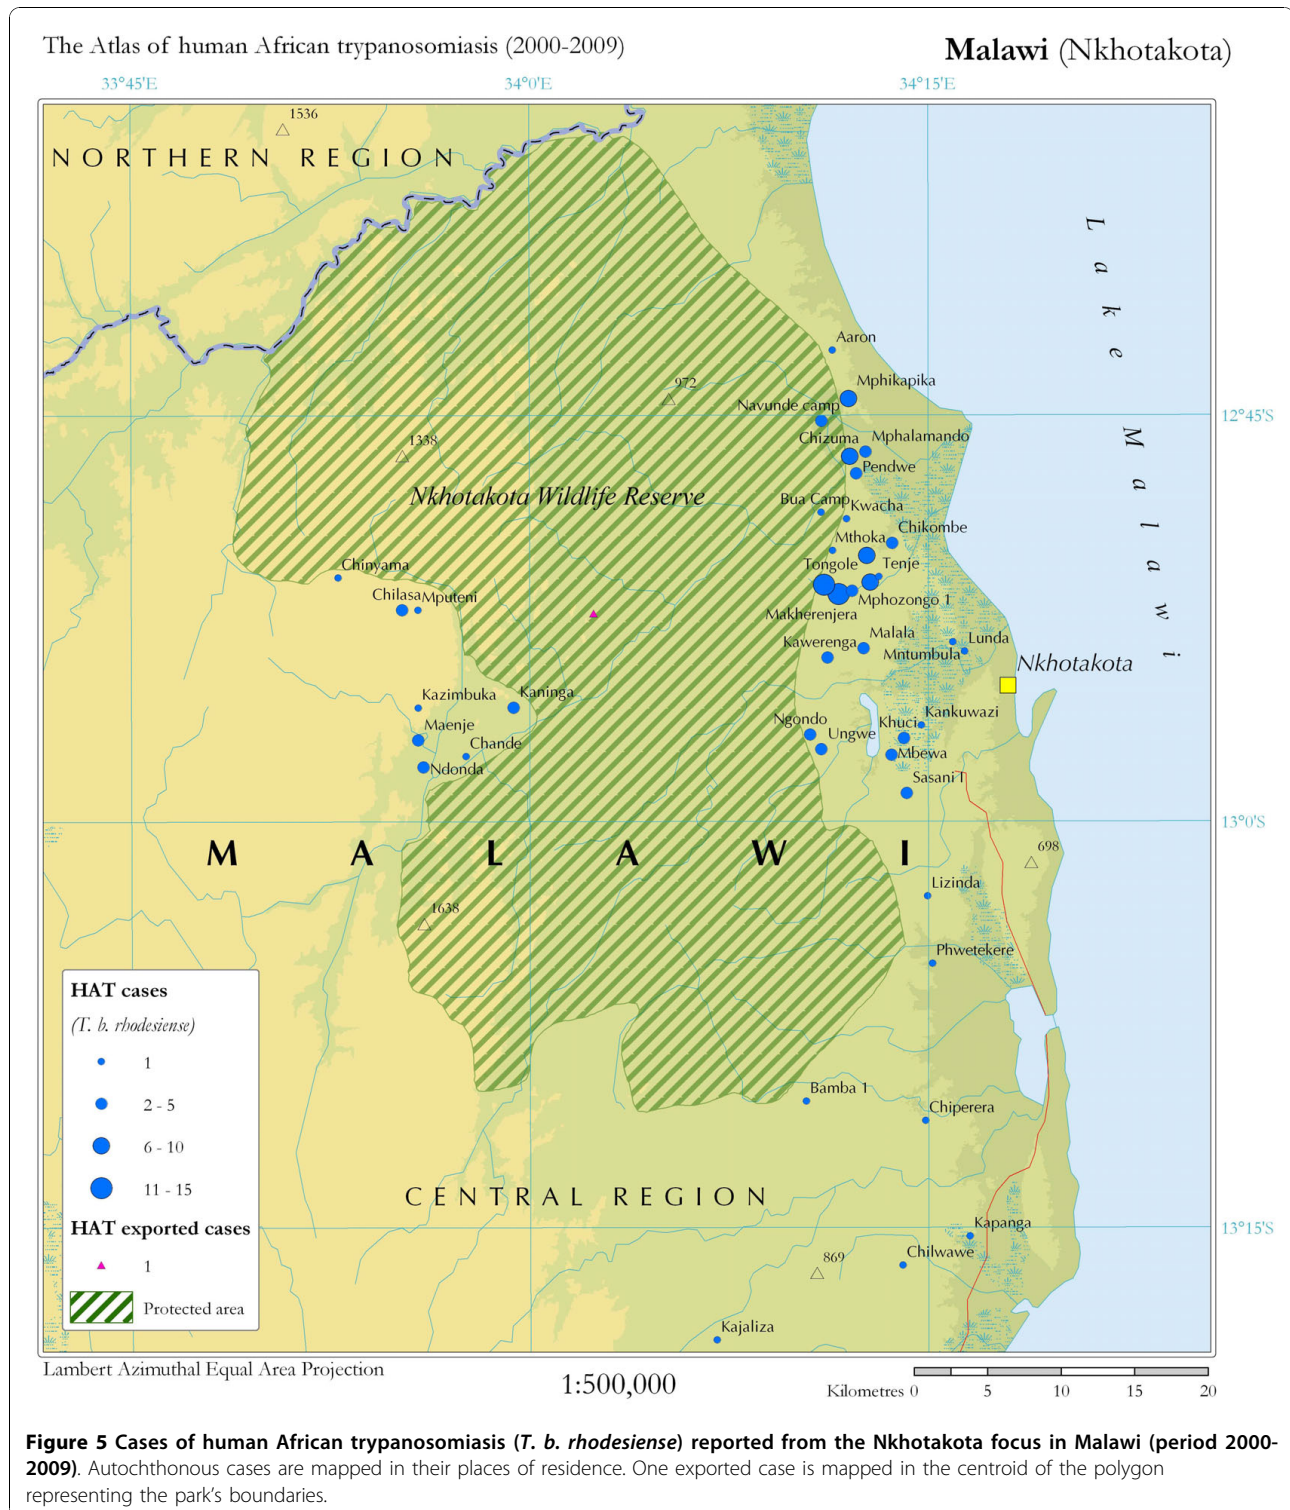 The Atlas of human African trypanosomiasis (2000-2009)
Malawi (Nkhotakota)
33°45'E
34°0'E
34°15'E
1536
NORTHERN REGION
Lake Malawi
Aaron
972
Mphikapika
Navunde camp
12°45'S
1338
Chizuma
Mphalamando
Pendwe
Nkhotakota Wildlife Reserve
Bua Camp
Kwacha
Chikombe
Mthoka
Chinyama
Tongole
Tenje
Chilasa
Mputeni
Mphozongo 1
Makherenjera
Kawerenga
Malala
Lunda
Mntumbula
Nkhotakota
Kazimbuka
Kaninga
Maenje
Ngondo
Ungwe
Khuci
Kankuwazi
Chande
Mbewa
Ndonda
Sasani 1
13°0'S
MALAWI
698
Lizinda
1638
Phwetekere
HAT cases
(T. b. rhodesiense)
1
2 - 5
6 - 10
11 - 15
HAT exported cases
1
Protected area
Bamba 1
Chiperera
CENTRAL REGION
Kapanga
13°15'S
Chilwawe
869
Kajaliza
Lambert Azimuthal Equal Area Projection
1:500,000
Kilometres 0 5 10 15 20
Figure 5 Cases of human African trypanosomiasis (T. b. rhodesiense) reported from the Nkhotakota focus in Malawi (period 2000-
2009). Autochthonous cases are mapped in their places of residence. One exported case is mapped in the centroid of the polygon
representing the park's boundaries.